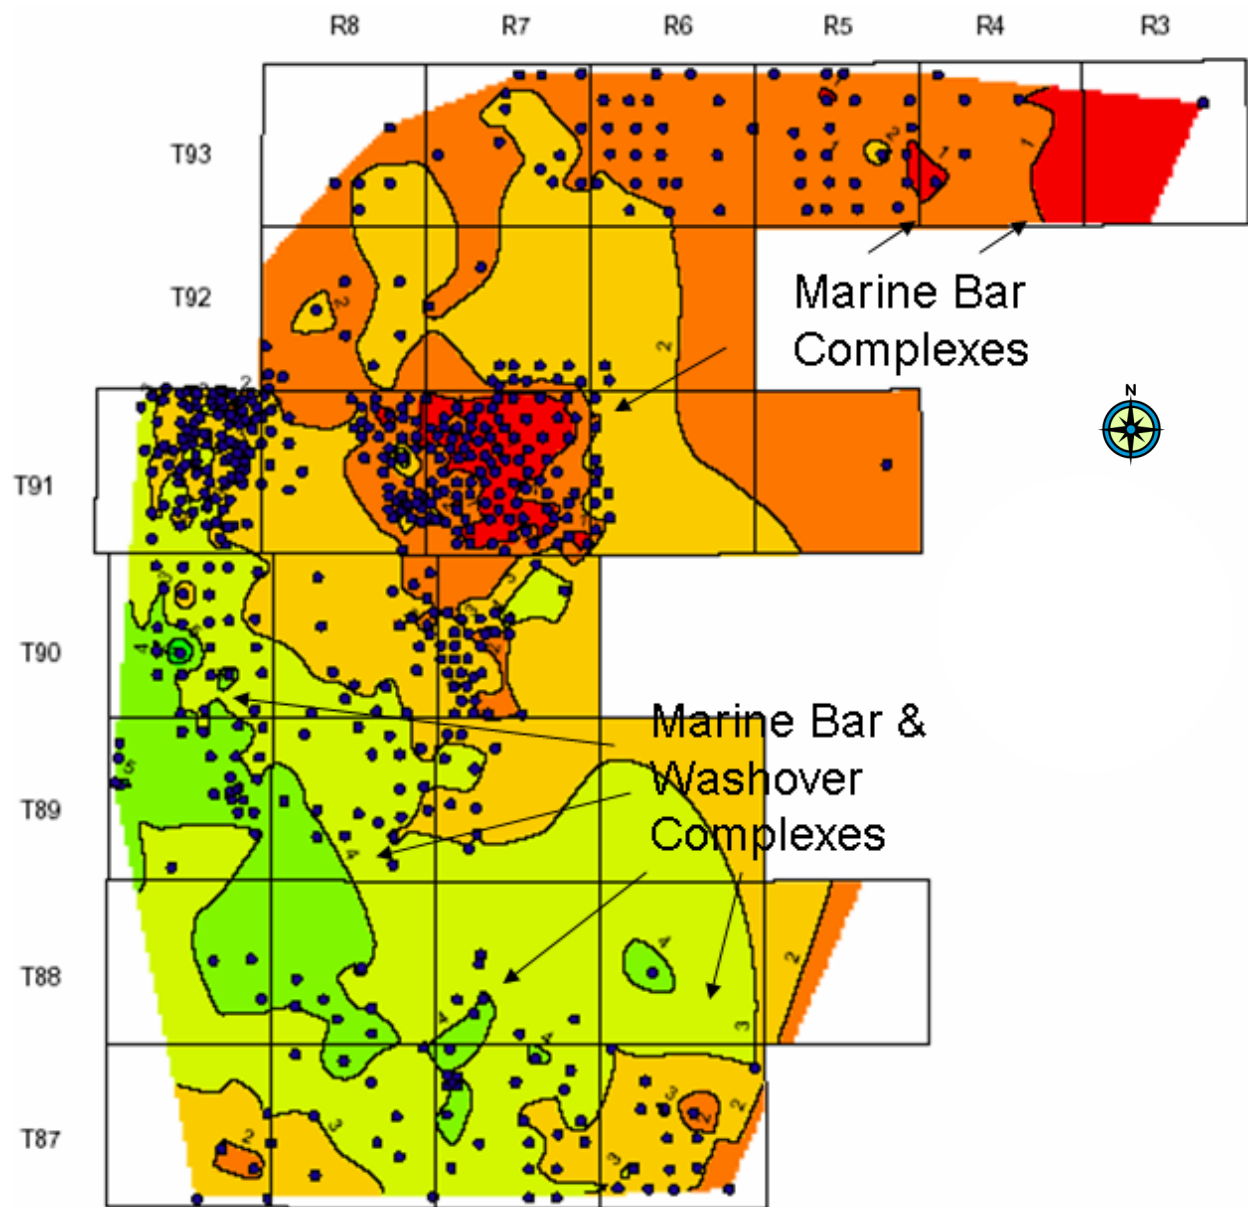 R8 R7 R6 R5 R4 R3
T93
T92
Marine Bar
Complexes
N
T91
T90
Marine Bar &
Washover
Complexes
T89
T88
T87